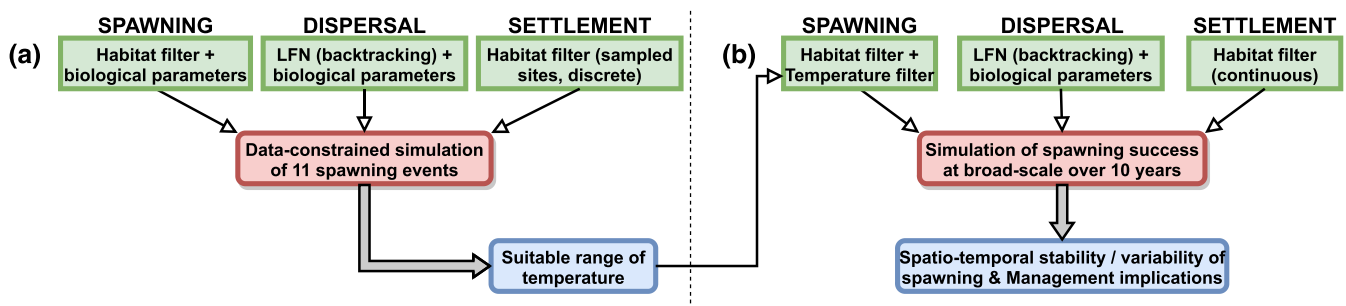 (a)
SPAWNING
Habitat filter +
biological parameters
DISPERSAL
LFN (backtracking) +
biological parameters
SETTLEMENT
Habitat filter (sampled
sites, discrete)
Data-constrained simulation
of 11 spawning events
Suitable range of
temperature
(b)
SPAWNING
Habitat filter +
Temperature filter
DISPERSAL
LFN (backtracking) +
biological parameters
SETTLEMENT
Habitat filter
(continuous)
Simulation of spawning success
at broad-scale over 10 years
Spatio-temporal stability / variability of
spawning & Management implications